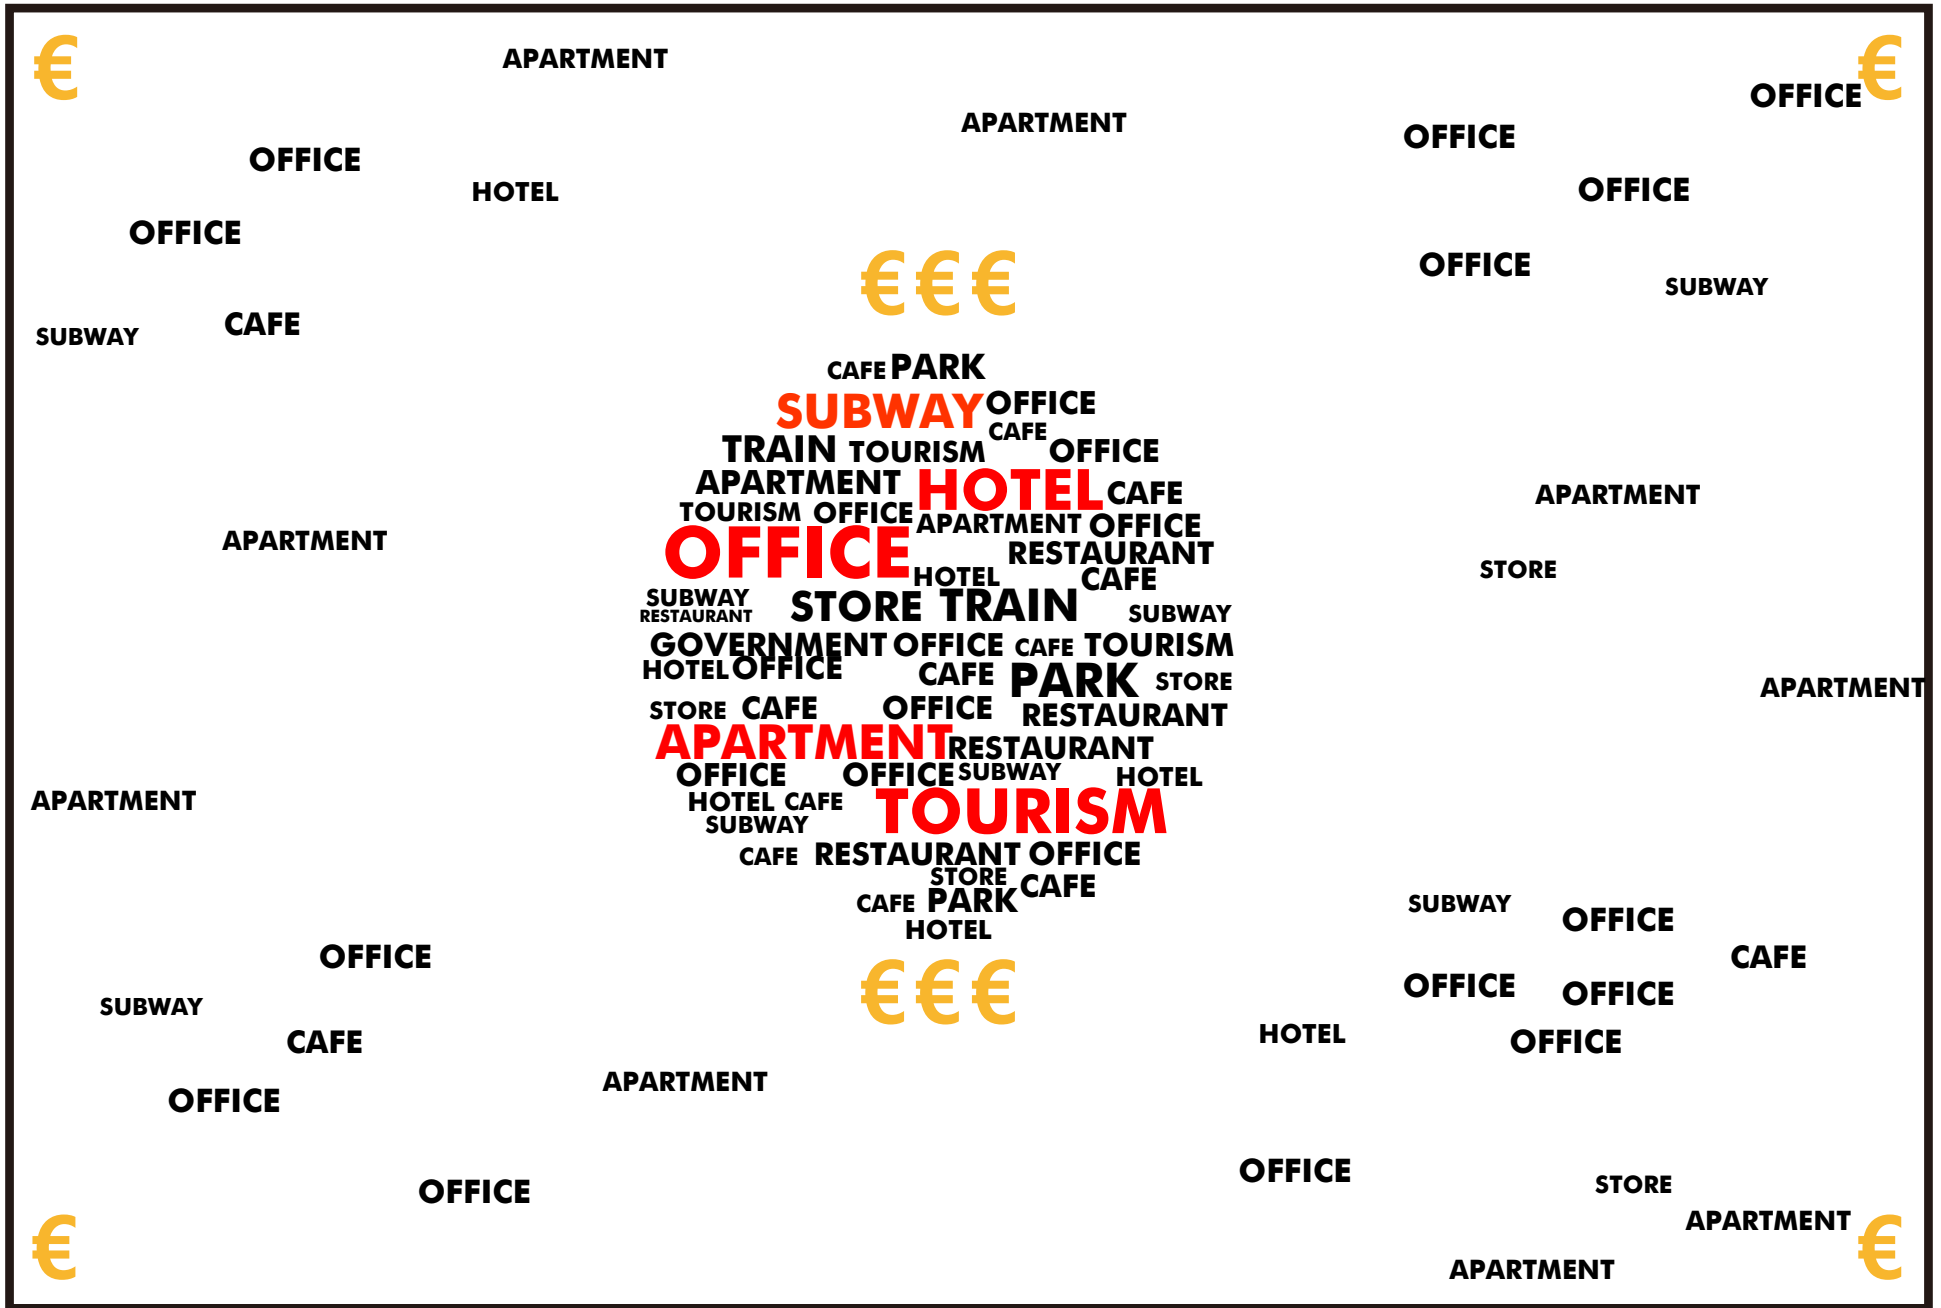 € APARTMENT €
OFFICE
APARTMENT
OFFICE
OFFICE
HOTEL
OFFICE
OFFICE
OFFICE
€€€
SUBWAY
CAFE
SUBWAY
CAFE PARK
SUBWAY OFFICE
CAFE
TRAIN TOURISM OFFICE
APARTMENT HOTEL CAFE
APARTMENT
TOURISM OFFICE APARTMENT OFFICE
APARTMENT
OFFICE RESTAURANT
STORE
HOTEL CAFE
SUBWAY STORE TRAIN SUBWAY
RESTAURANT
GOVERNMENT OFFICE CAFE TOURISM
HOTEL OFFICE CAFE PARK STORE
APARTMENT
STORE CAFE OFFICE RESTAURANT
APARTMENT RESTAURANT
OFFICE OFFICE SUBWAY HOTEL
APARTMENT
HOTEL CAFE TOURISM
SUBWAY
CAFE RESTAURANT OFFICE
STORE CAFE
CAFE PARK
SUBWAY
OFFICE
HOTEL
OFFICE
CAFE
€€€
OFFICE OFFICE
SUBWAY
HOTEL
CAFE
OFFICE
APARTMENT
OFFICE
OFFICE
STORE
OFFICE
APARTMENT
€ €
APARTMENT